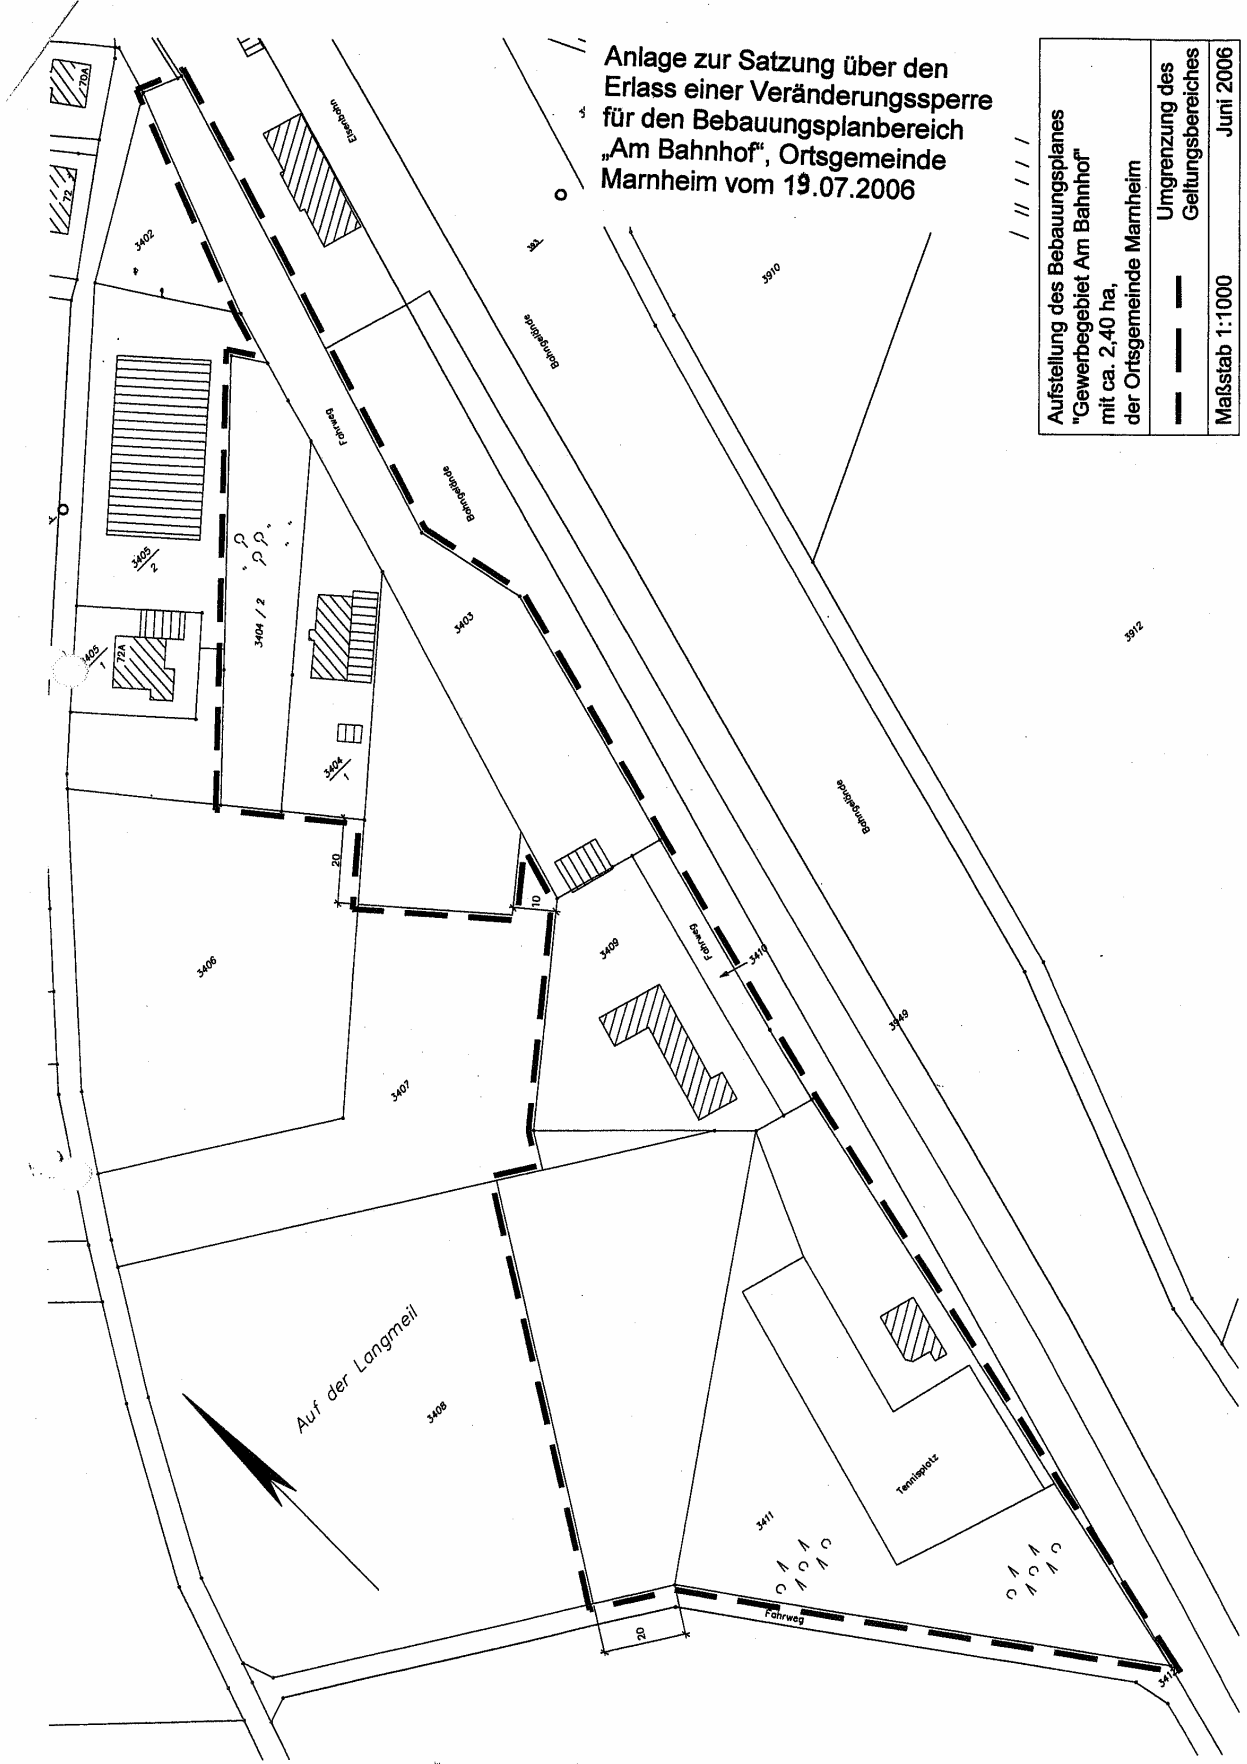 Anlage zur Satzung über den
Erlass einer Veränderungssperre
für den Bebauungsplanbereich
„Am Bahnhof“, Ortsgemeinde
Marnheim vom 19.07.2006
Aufstellung des Bebauungsplanes
"Gewerbegebiet Am Bahnhof"
mit ca. 2,40 ha,
der Ortsgemeinde Marnheim
Umgrenzung des
Geltungsbereiches
Maßstab 1:1000 Juni 2006
70A
72
Eisenbahn
3402
3910
Bahngelände
Fahrweg
Bahngelände
3405
2
3404 / 2
3403
3912
72A
3405
1
3404
1
Bahngelände
20
10
3406
3409
Fahrweg
3410
3949
3407
Auf der Langmeil
3408
Tennisplatz
3411
Fahrweg
20
3412